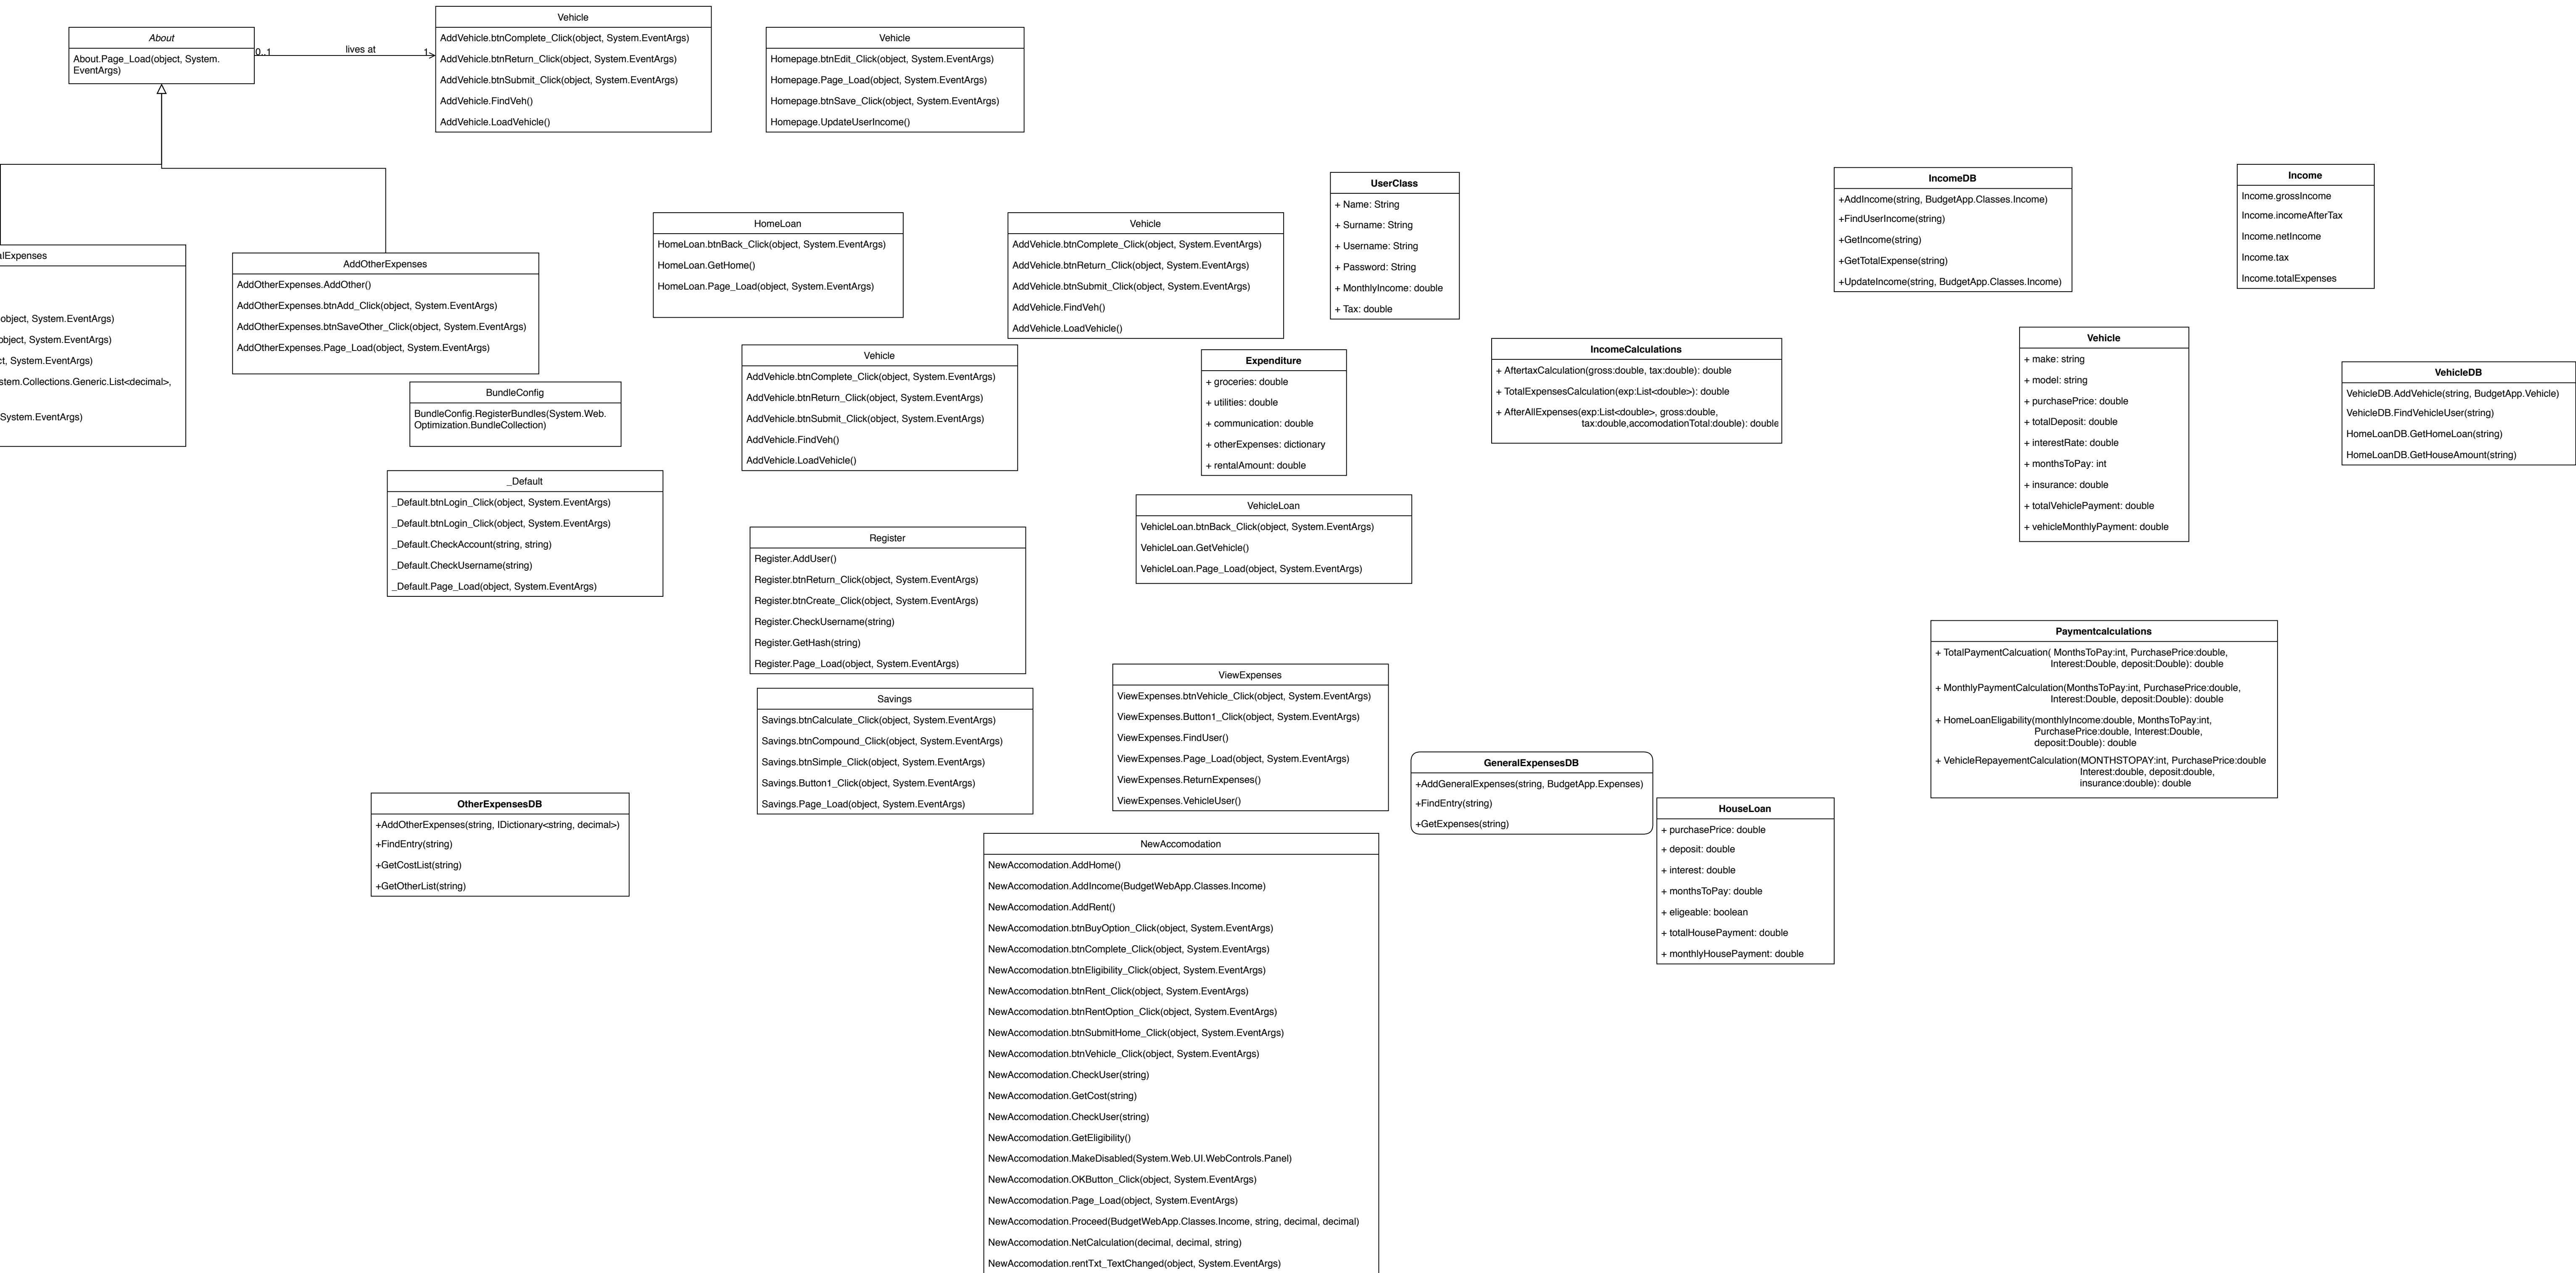 About
About.Page_Load(object, System.
EventArgs)
0..1
lives at
1
Vehicle
AddVehicle.btnComplete_Click(object, System.EventArgs)
AddVehicle.btnReturn_Click(object, System.EventArgs)
AddVehicle.btnSubmit_Click(object, System.EventArgs)
AddVehicle.FindVeh()
AddVehicle.LoadVehicle()
Vehicle
Homepage.btnEdit_Click(object, System.EventArgs)
Homepage.Page_Load(object, System.EventArgs)
Homepage.btnSave_Click(object, System.EventArgs)
Homepage.UpdateUserIncome()
lExpenses
object, System.EventArgs)
object, System.EventArgs)
ct, System.EventArgs)
stem.Collections.Generic.List<decimal>,
System.EventArgs)
AddOtherExpenses
AddOtherExpenses.AddOther()
AddOtherExpenses.btnAdd_Click(object, System.EventArgs)
AddOtherExpenses.btnSaveOther_Click(object, System.EventArgs)
AddOtherExpenses.Page_Load(object, System.EventArgs)
BundleConfig
BundleConfig.RegisterBundles(System.Web.
Optimization.BundleCollection)
_Default
_Default.btnLogin_Click(object, System.EventArgs)
_Default.btnLogin_Click(object, System.EventArgs)
_Default.CheckAccount(string, string)
_Default.CheckUsername(string)
_Default.Page_Load(object, System.EventArgs)
OtherExpensesDB
+AddOtherExpenses(string, IDictionary<string, decimal>)
+FindEntry(string)
+GetCostList(string)
+GetOtherList(string)
HomeLoan
HomeLoan.btnBack_Click(object, System.EventArgs)
HomeLoan.GetHome()
HomeLoan.Page_Load(object, System.EventArgs)
Vehicle
AddVehicle.btnComplete_Click(object, System.EventArgs)
AddVehicle.btnReturn_Click(object, System.EventArgs)
AddVehicle.btnSubmit_Click(object, System.EventArgs)
AddVehicle.FindVeh()
AddVehicle.LoadVehicle()
Vehicle
AddVehicle.btnComplete_Click(object, System.EventArgs)
AddVehicle.btnReturn_Click(object, System.EventArgs)
AddVehicle.btnSubmit_Click(object, System.EventArgs)
AddVehicle.FindVeh()
AddVehicle.LoadVehicle()
Register
Register.AddUser()
Register.btnReturn_Click(object, System.EventArgs)
Register.btnCreate_Click(object, System.EventArgs)
Register.CheckUsername(string)
Register.GetHash(string)
Register.Page_Load(object, System.EventArgs)
Savings
Savings.btnCalculate_Click(object, System.EventArgs)
Savings.btnCompound_Click(object, System.EventArgs)
Savings.btnSimple_Click(object, System.EventArgs)
Savings.Button1_Click(object, System.EventArgs)
Savings.Page_Load(object, System.EventArgs)
UserClass
+ Name: String
+ Surname: String
+ Username: String
+ Password: String
+ MonthlyIncome: double
+ Tax: double
Expenditure
+ groceries: double
+ utilities: double
+ communication: double
+ otherExpenses: dictionary
+ rentalAmount: double
VehicleLoan
VehicleLoan.btnBack_Click(object, System.EventArgs)
VehicleLoan.GetVehicle()
VehicleLoan.Page_Load(object, System.EventArgs)
ViewExpenses
ViewExpenses.btnVehicle_Click(object, System.EventArgs)
ViewExpenses.Button1_Click(object, System.EventArgs)
ViewExpenses.FindUser()
ViewExpenses.Page_Load(object, System.EventArgs)
ViewExpenses.ReturnExpenses()
ViewExpenses.VehicleUser()
NewAccomodation
NewAccomodation.AddHome()
NewAccomodation.AddIncome(BudgetWebApp.Classes.Income)
NewAccomodation.AddRent()
NewAccomodation.btnBuyOption_Click(object, System.EventArgs)
NewAccomodation.btnComplete_Click(object, System.EventArgs)
NewAccomodation.btnEligibility_Click(object, System.EventArgs)
NewAccomodation.btnRent_Click(object, System.EventArgs)
NewAccomodation.btnRentOption_Click(object, System.EventArgs)
NewAccomodation.btnSubmitHome_Click(object, System.EventArgs)
NewAccomodation.btnVehicle_Click(object, System.EventArgs)
NewAccomodation.CheckUser(string)
NewAccomodation.GetCost(string)
NewAccomodation.CheckUser(string)
NewAccomodation.GetEligibility()
NewAccomodation.MakeDisabled(System.Web.UI.WebControls.Panel)
NewAccomodation.OKButton_Click(object, System.EventArgs)
NewAccomodation.Page_Load(object, System.EventArgs)
NewAccomodation.Proceed(BudgetWebApp.Classes.Income, string, decimal, decimal)
NewAccomodation.NetCalculation(decimal, decimal, string)
NewAccomodation.rentTxt_TextChanged(object, System.EventArgs)
IncomeCalculations
+ AftertaxCalculation(gross:double, tax:double): double
+ TotalExpensesCalculation(exp:List<double>): double
+ AfterAllExpenses(exp:List<double>, gross:double,
tax:double,accomodationTotal:double): double
GeneralExpensesDB
+AddGeneralExpenses(string, BudgetApp.Expenses)
+FindEntry(string)
+GetExpenses(string)
HouseLoan
+ purchasePrice: double
+ deposit: double
+ interest: double
+ monthsToPay: double
+ eligeable: boolean
+ totalHousePayment: double
+ monthlyHousePayment: double
IncomeDB
+AddIncome(string, BudgetApp.Classes.Income)
+FindUserIncome(string)
+GetIncome(string)
+GetTotalExpense(string)
+UpdateIncome(string, BudgetApp.Classes.Income)
Income
Income.grossIncome
Income.incomeAfterTax
Income.netIncome
Income.tax
Income.totalExpenses
Vehicle
+ make: string
+ model: string
+ purchasePrice: double
+ totalDeposit: double
+ interestRate: double
+ monthsToPay: int
+ insurance: double
+ totalVehiclePayment: double
+ vehicleMonthlyPayment: double
VehicleDB
VehicleDB.AddVehicle(string, BudgetApp.Vehicle)
VehicleDB.FindVehicleUser(string)
HomeLoanDB.GetHomeLoan(string)
HomeLoanDB.GetHouseAmount(string)
Paymentcalculations
+ TotalPaymentCalcuation( MonthsToPay:int, PurchasePrice:double,
Interest:Double, deposit:Double): double
+ MonthlyPaymentCalculation(MonthsToPay:int, PurchasePrice:double,
Interest:Double, deposit:Double): double
+ HomeLoanEligability(monthlyIncome:double, MonthsToPay:int,
PurchasePrice:double, Interest:Double,
deposit:Double): double
+ VehicleRepayementCalculation(MONTHSTOPAY:int, PurchasePrice:double
Interest:double, deposit:double,
insurance:double): double